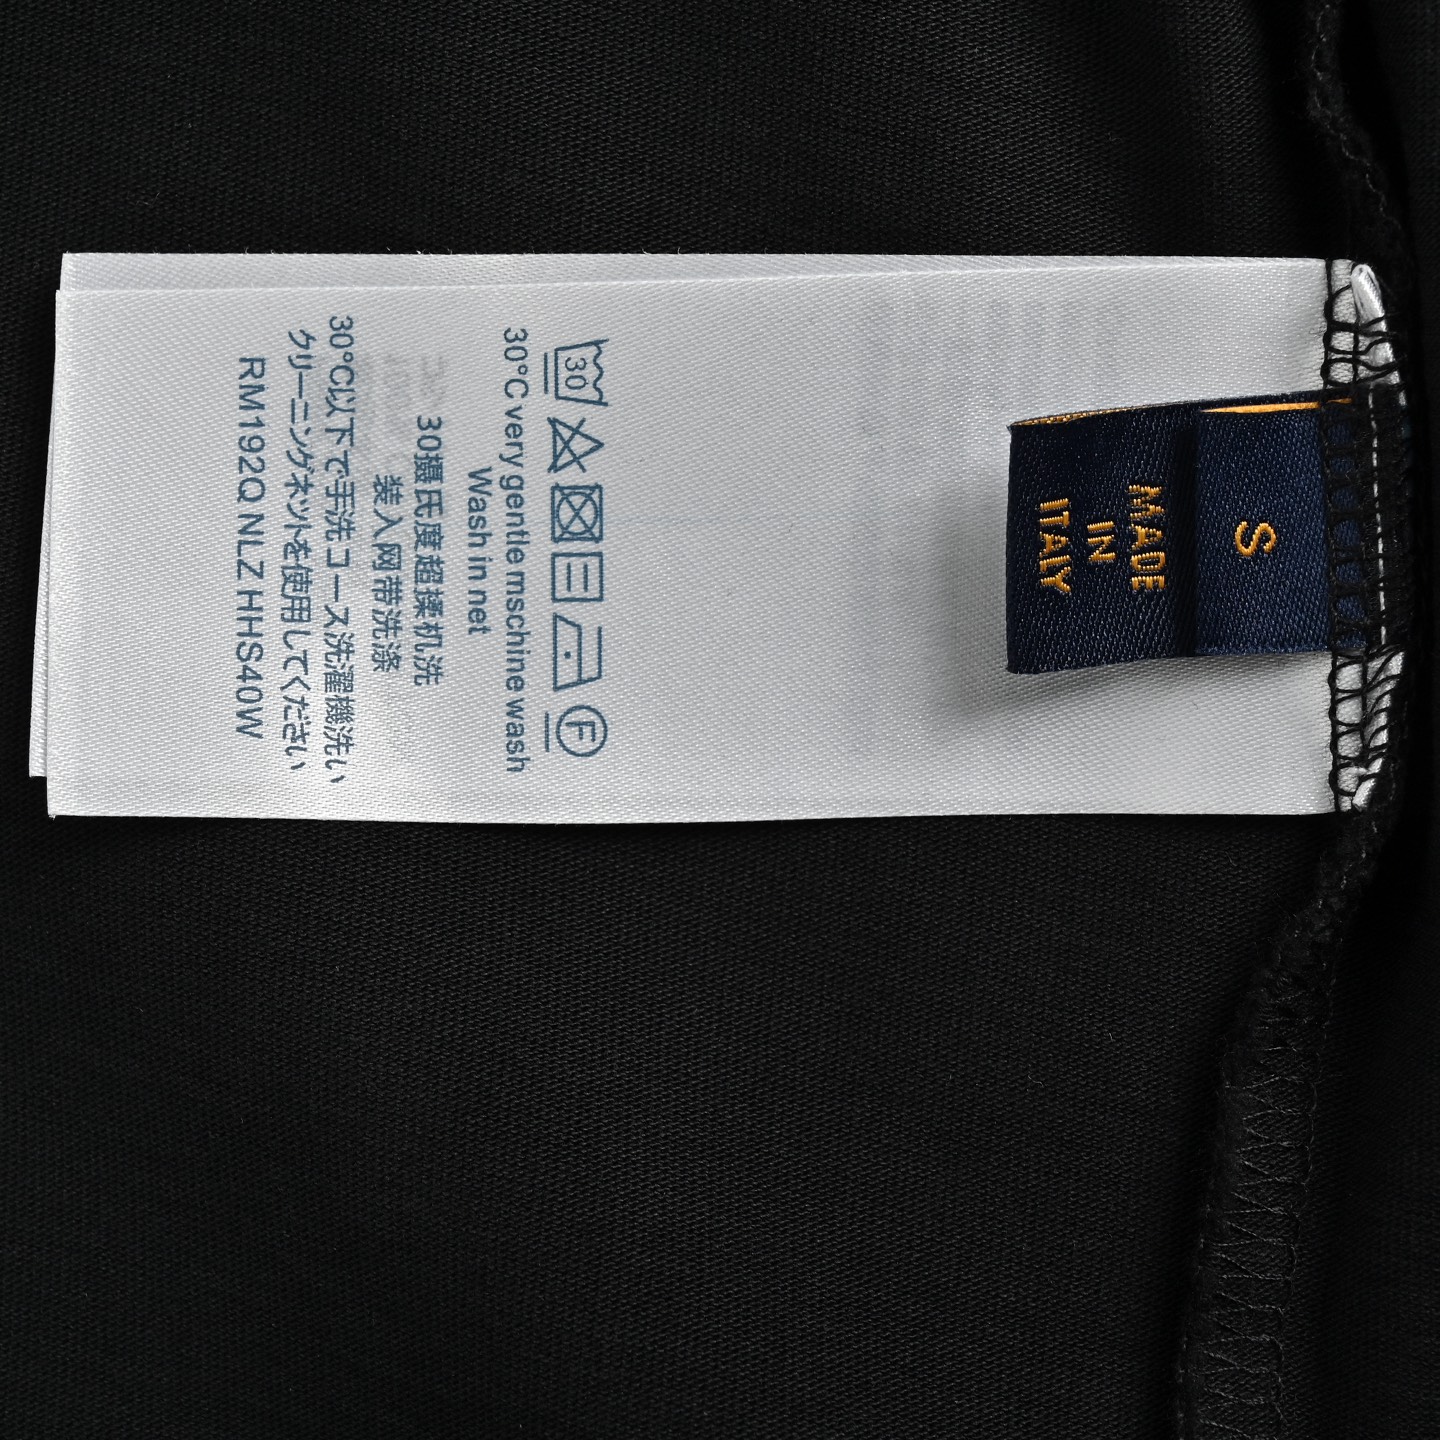 S
MADE
IN
ITALY
30
F
30°C very gentle mschine wash
Wash in net
30摄氏度超揉机洗
装入网带洗涤
30°C以下で手洗コース洗濯機洗い
クリーニングネットを使用してください
RM192Q NLZ HHS40W